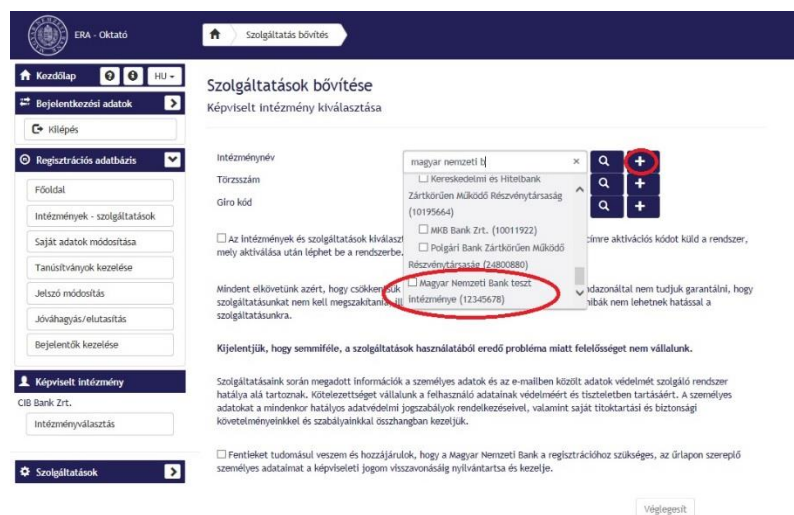 ERA - Oktató
Szolgáltatás bővítés
Kezdőlap
HU
Bejelentkezési adatok
Kilépés
Regisztrációs adatbázis
Főoldal
Intézmények - szolgáltatások
Saját adatok módosítása
Tanúsítványok kezelése
Jelszó módosítás
Jóváhagyás/elutasítás
Bejelentők kezelése
Képviselt intézmény
CIB Bank Zrt.
Intézményválasztás
Szolgáltatások
Szolgáltatások bővítése
Képviselt intézmény kiválasztása
Intézménynév
magyar nemzeti b
Törzsszám
Giro kód
Kereskedelmi és Hitelbank
Zártkörűen Működő Részvénytársaság
(10195664)
MKB Bank Zrt. (10011922)
Polgári Bank Zártkörűen Működő
Részvénytársaság (24800880)
Magyar Nemzeti Bank teszt
intézménye (12345678)
Az intézmények és szolgáltatások kiválaszt címre aktivációs kódot küld a rendszer,
mely aktiválása után léphet be a rendszerbe.
Mindent elkövetünk azért, hogy csökkentsük ndazonáltal nem tudjuk garantálni, hogy
szolgáltatásunkat nem kell megszakítania, ill nibák nem lehetnek hatással a
szolgáltatásunkra.
Kijelentjük, hogy semmiféle, a szolgáltatások használatából eredő probléma miatt felelősséget nem vállalunk.
Szolgáltatásaink során megadott információk a személyes adatok és az e-mailben közölt adatok védelmét szolgáló rendszer
hatálya alá tartoznak. Kötelezettséget vállalunk a felhasználó adatainak védelméért és tiszteletben tartásáért. A személyes
adatokat a mindenkor hatályos adatvédelmi jogszabályok rendelkezéseivel, valamint saját titoktartási és biztonsági
követelményeinkkel és szabályainkkal összhangban kezeljük.
Fentieket tudomásul veszem és hozzájárulok, hogy a Magyar Nemzeti Bank a regisztrációhoz szükséges, az űrlapon szereplő
személyes adataimat a képviseleti jogom visszavonásáig nyilvántartsa és kezelje.
Véglegesít